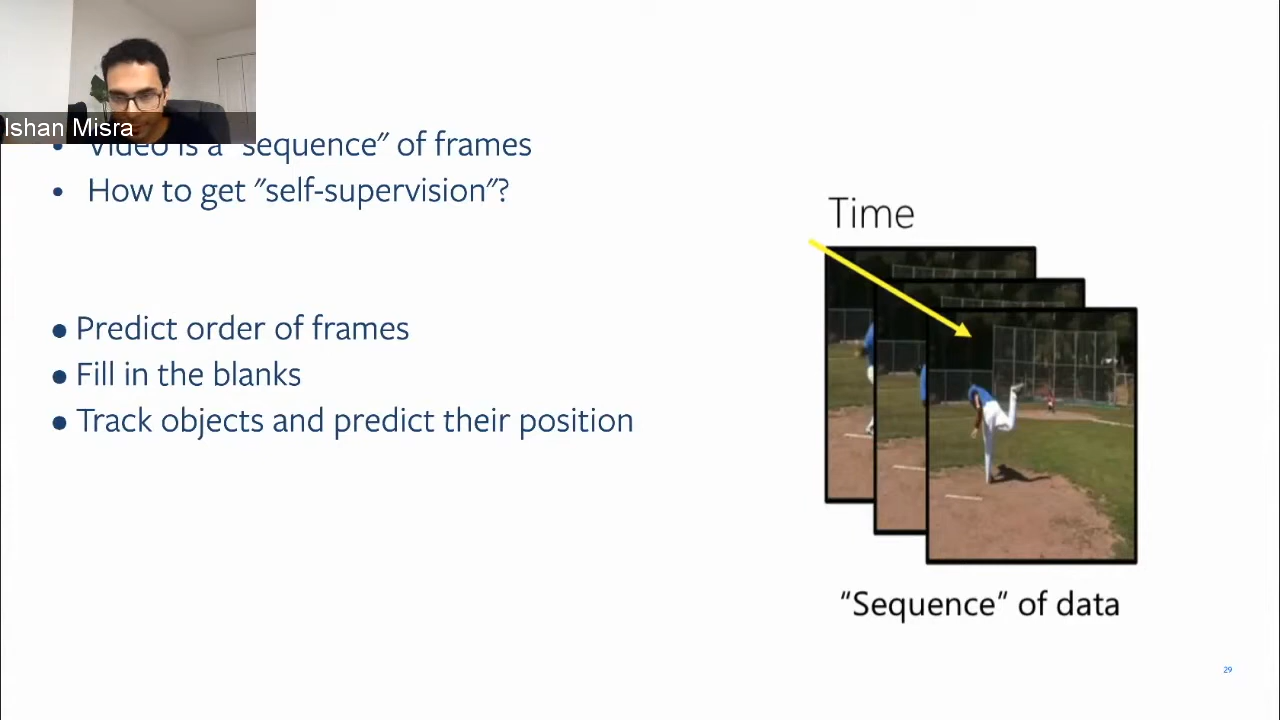 Ishan Misra
• Video is a "sequence" of frames
• How to get "self-supervision"?
● Predict order of frames
● Fill in the blanks
● Track objects and predict their position
Time
“Sequence” of data
29